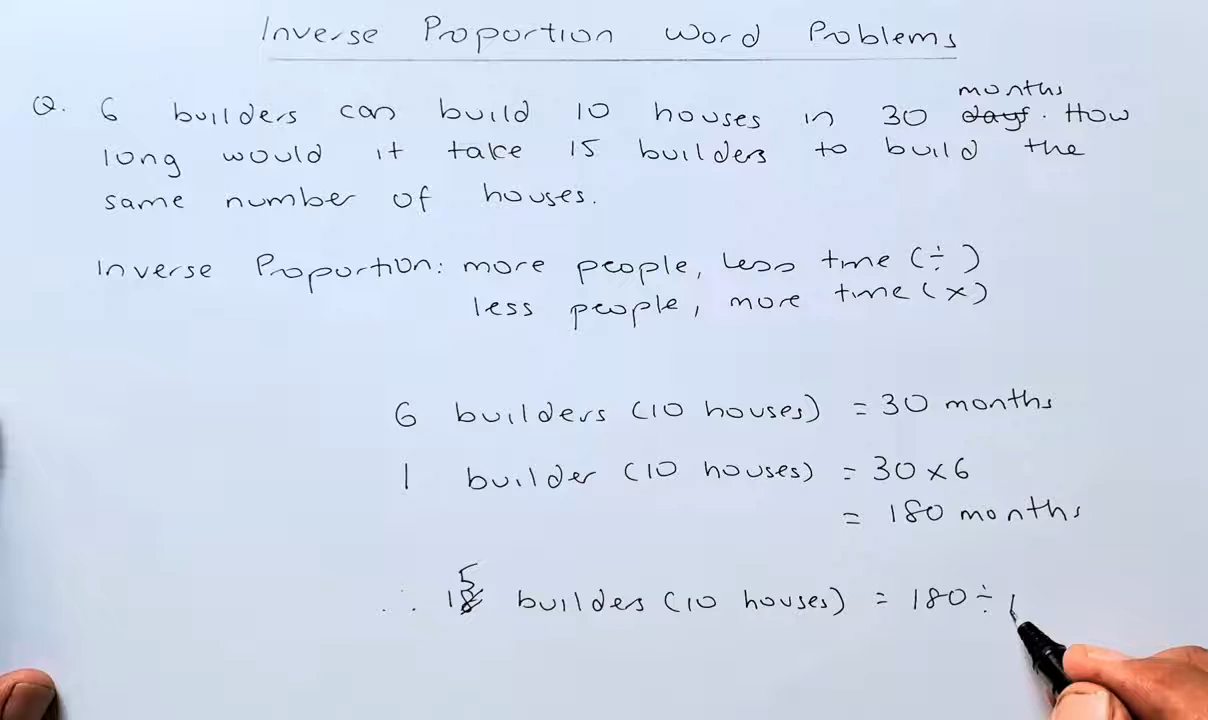 Inverse Proportion Word Problems
months
Q. 6 builders can build 10 houses in 30 days. How
long would it take 15 builders to build the
same number of houses.
Inverse Proportion: more people, less time (÷)
less people, more time (×)
6 builders (10 houses) = 30 months
1 builder (10 houses) = 30 × 6
= 180 months
∴ 15 builders (10 houses) = 180 ÷ 1